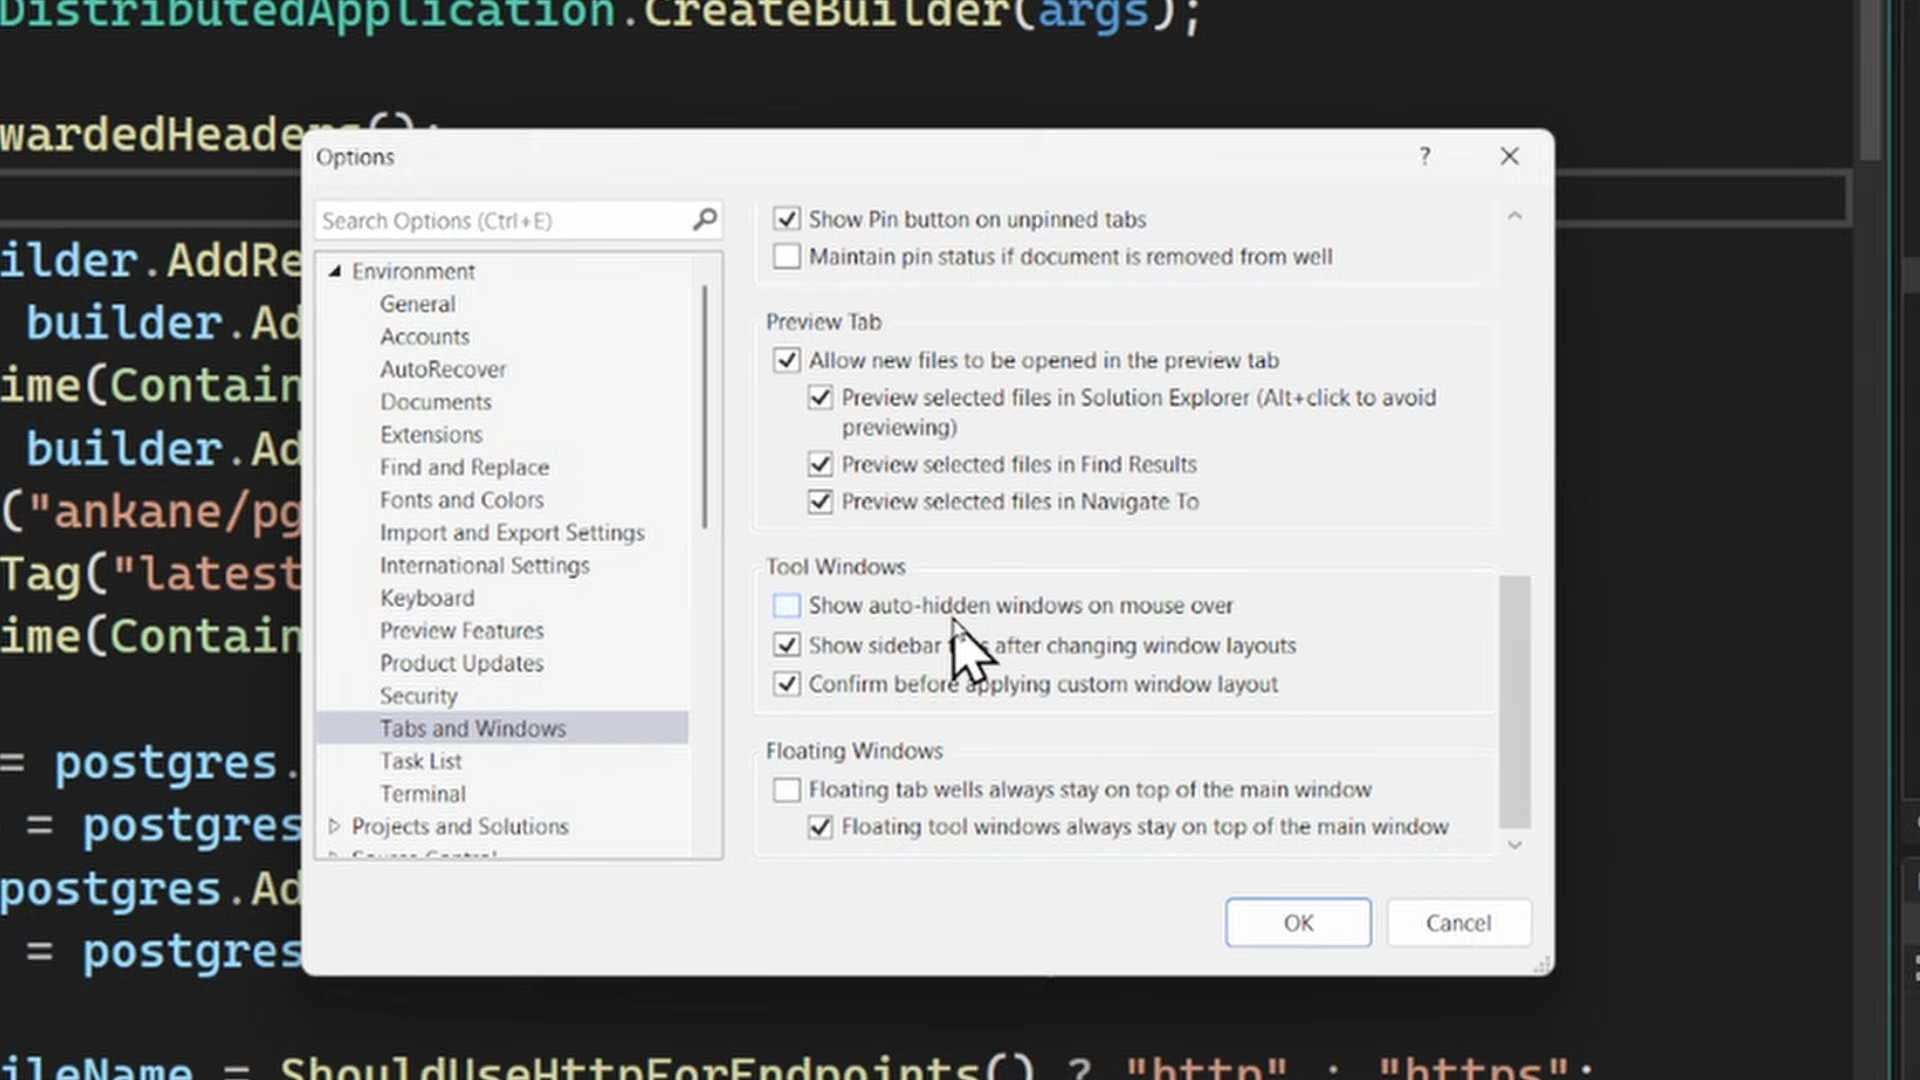 DistributedApplication.CreateBuilder(args);
wardedHeaders();
Options
?
Search Options (Ctrl+E)
Environment
General
Accounts
AutoRecover
Documents
Extensions
Find and Replace
Fonts and Colors
Import and Export Settings
International Settings
Keyboard
Preview Features
Product Updates
Security
Tabs and Windows
Task List
Terminal
Projects and Solutions
Source Control
Show Pin button on unpinned tabs
Maintain pin status if document is removed from well
Preview Tab
Allow new files to be opened in the preview tab
Preview selected files in Solution Explorer (Alt+click to avoid
previewing)
Preview selected files in Find Results
Preview selected files in Navigate To
Tool Windows
Show auto-hidden windows on mouse over
Show sidebar after changing window layouts
Confirm before applying custom window layout
Floating Windows
Floating tab wells always stay on top of the main window
Floating tool windows always stay on top of the main window
OK
Cancel
ilder.AddRe
builder.Ad
ime(Contain
builder.Ad
("ankane/pg
Tag("latest
ime(Contain
= postgres.
= postgres
postgres.Ad
= postgres
ileName = ShouldUseHttpForEndpoints() ? "http" : "https";